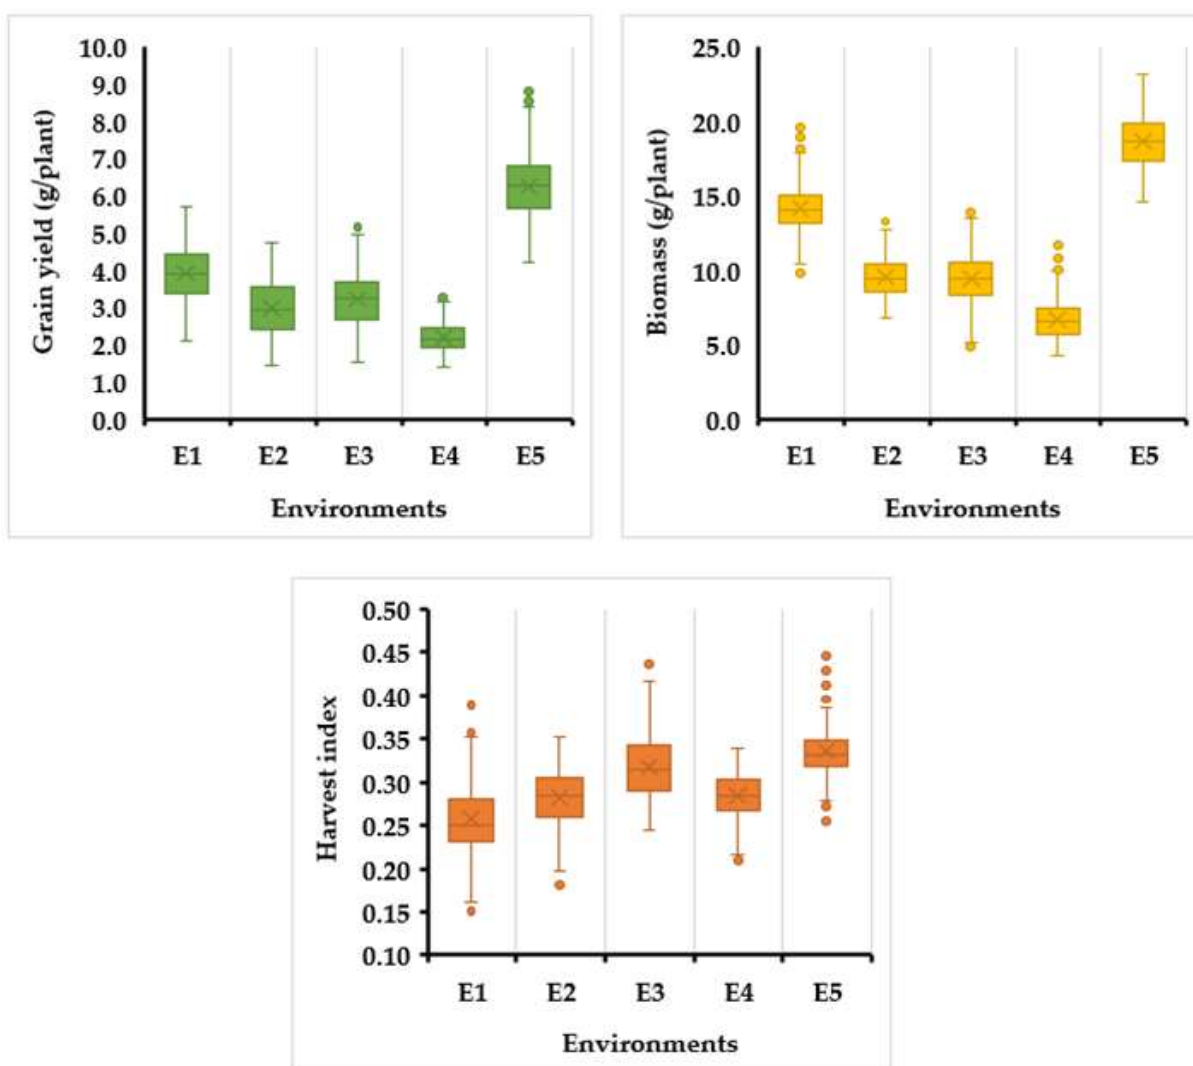 Grain yield (g/plant)
10.0
9.0
8.0
7.0
6.0
5.0
4.0
3.0
2.0
1.0
0.0
E1 E2 E3 E4 E5
Environments
Biomass (g/plant)
25.0
20.0
15.0
10.0
5.0
0.0
E1 E2 E3 E4 E5
Environments
Harvest index
0.50
0.45
0.40
0.35
0.30
0.25
0.20
0.15
0.10
E1 E2 E3 E4 E5
Environments